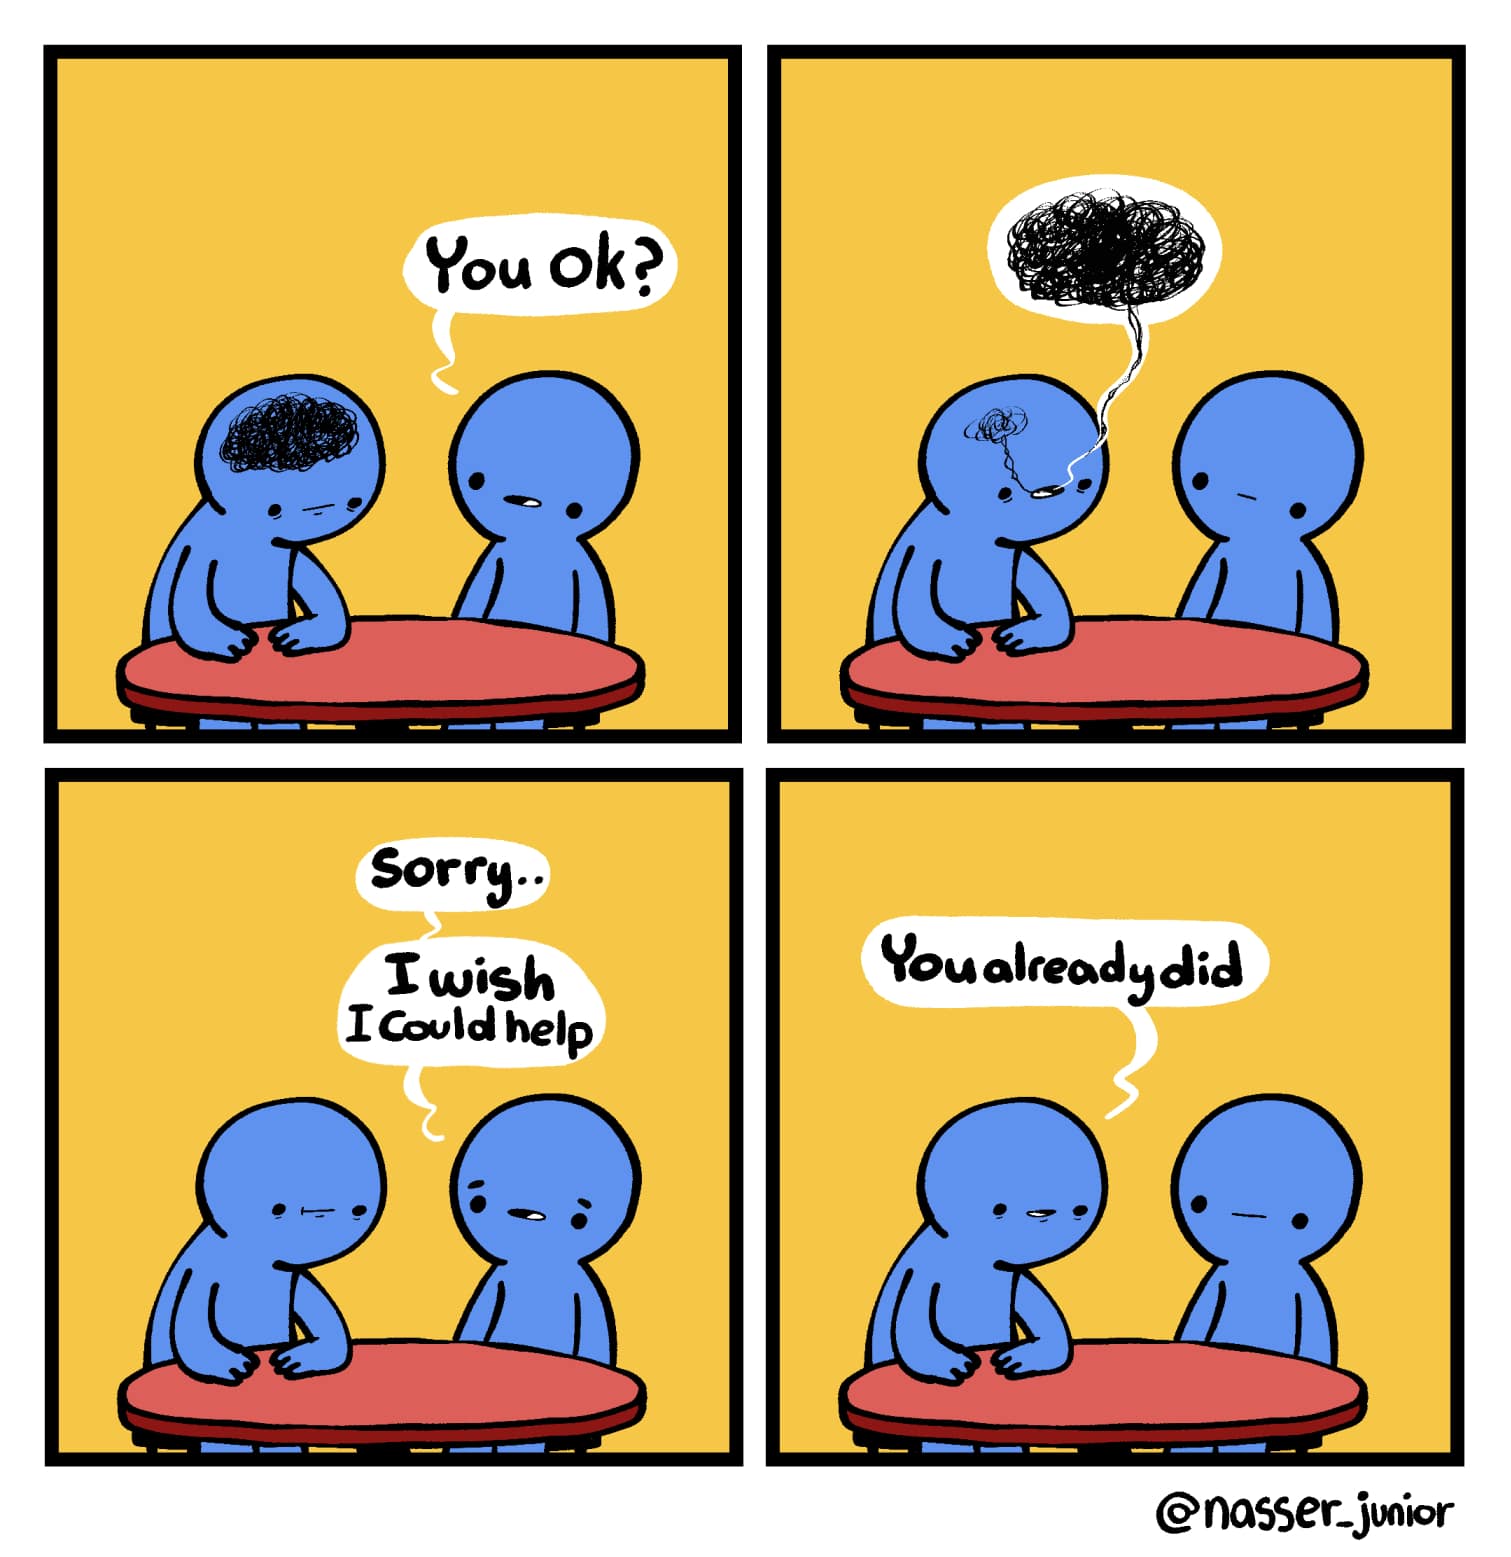 You ok?
Sorry..
I wish
I Could help
You already did
@nasser_junior